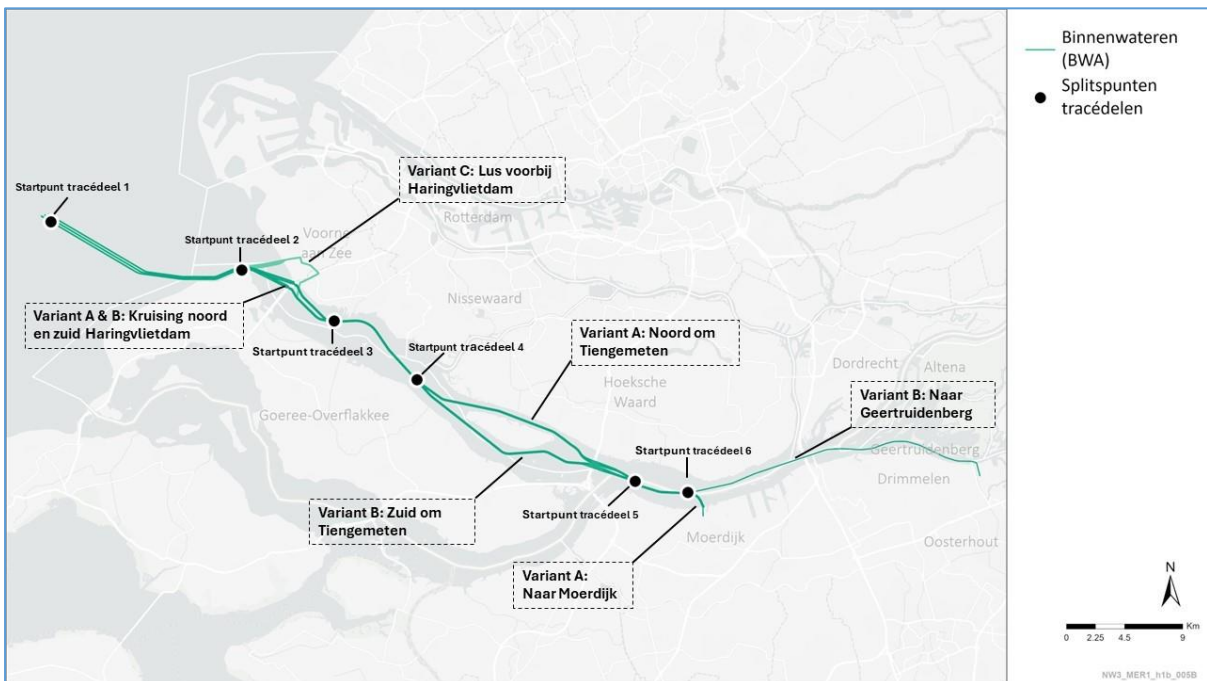 Binnenwateren
(BWA)
Splitspunten
tracédelen
Variant C: Lus voorbij
Haringvlietdam
Startpunt tracédeel 1
Rotterdam
Voorne
aan Zee
Startpunt tracédeel 2
Nissewaard
Variant A & B: Kruising noord
en zuid Haringvlietdam
Variant A: Noord om
Tiengemeten
Startpunt tracédeel 3
Startpunt tracédeel 4
Dordrecht
Altena
Hoeksche
Waard
Variant B: Naar
Geertruidenberg
Goeree-Overflakkee
Startpunt tracédeel 6
Geertruidenberg
Drimmelen
Variant B: Zuid om
Tiengemeten
Startpunt tracédeel 5
Moerdijk
Oosterhout
Variant A:
Naar Moerdijk
N
Km
0 2.25 4.5 9
NW3_MER1_h1b_005B